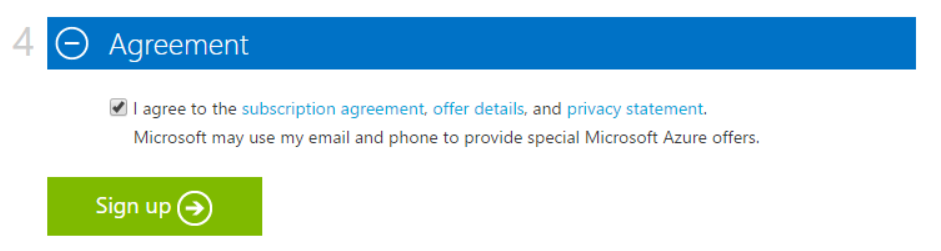 4 Agreement
I agree to the subscription agreement, offer details, and privacy statement.
Microsoft may use my email and phone to provide special Microsoft Azure offers.
Sign up